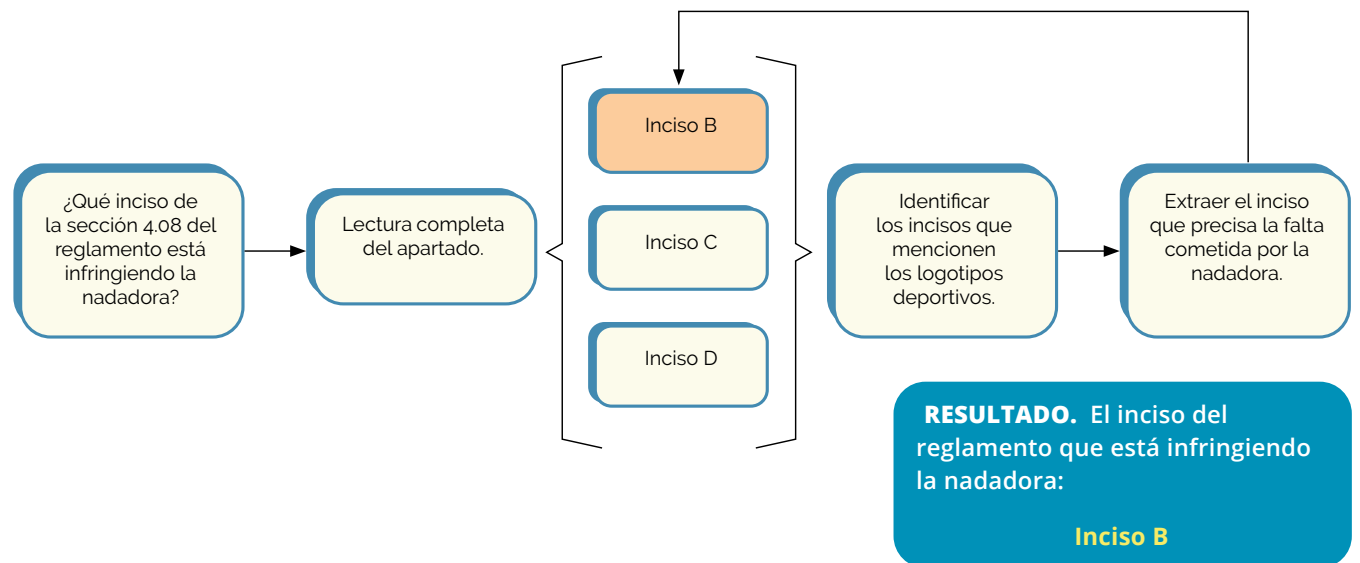 ¿Qué inciso de
la sección 4.08 del
reglamento está
infringiendo la
nadadora?
Lectura completa
del apartado.
Inciso B
Inciso C
Inciso D
Identificar
los incisos que
mencionen
los logotipos
deportivos.
Extraer el inciso
que precisa la falta
cometida por la
nadadora.
RESULTADO. El inciso del
reglamento que está infringiendo
la nadadora:
Inciso B